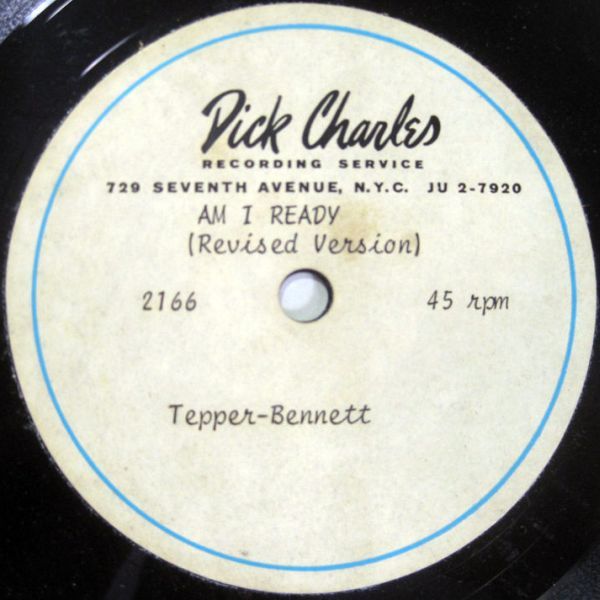 Dick Charles
RECORDING SERVICE
729 SEVENTH AVENUE, N.Y.C. JU 2-7920
AM I READY
(Revised Version)
2166 45 rpm
Tepper-Bennett